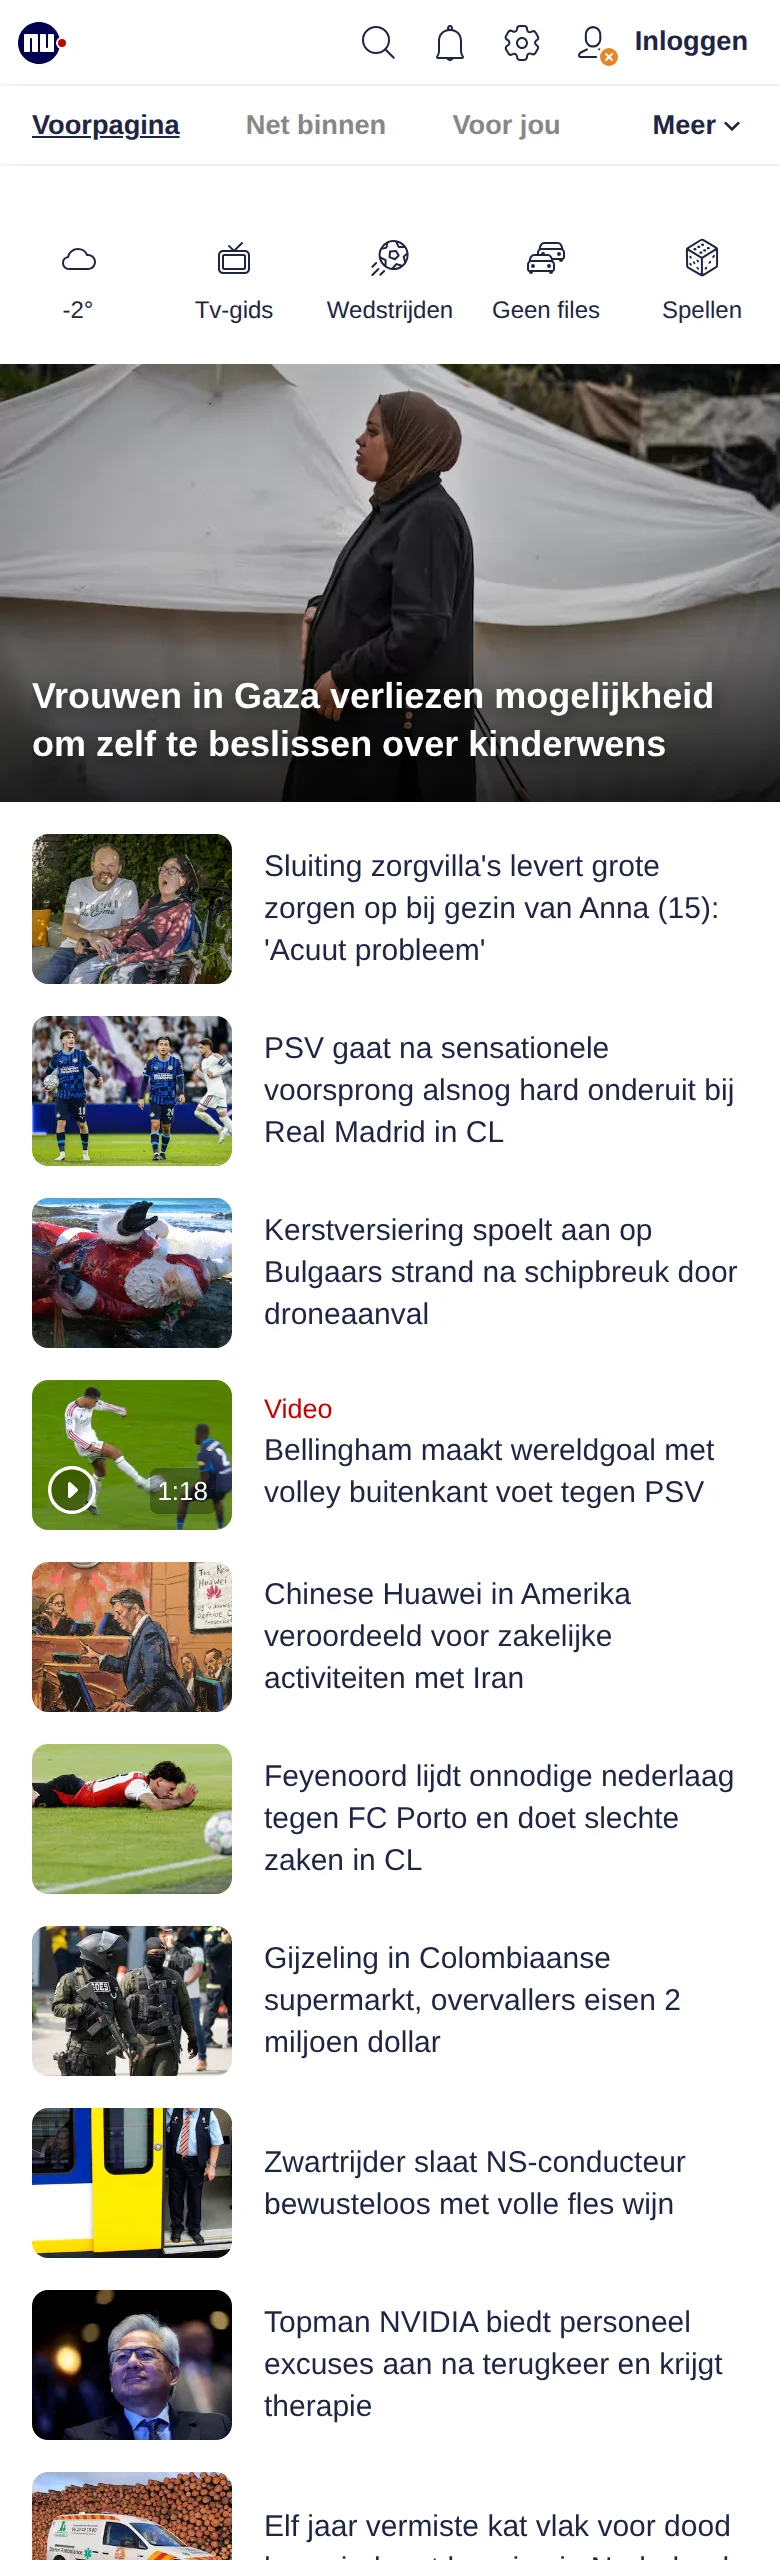 nu
Inloggen
Voorpagina
Net binnen
Voor jou
Meer
-2°
Tv-gids
Wedstrijden
Geen files
Spellen
Vrouwen in Gaza verliezen mogelijkheid
om zelf te beslissen over kinderwens
Sluiting zorgvilla's levert grote
zorgen op bij gezin van Anna (15):
'Acuut probleem'
PSV gaat na sensationele
voorsprong alsnog hard onderuit bij
Real Madrid in CL
Kerstversiering spoelt aan op
Bulgaars strand na schipbreuk door
droneaanval
1:18
Video
Bellingham maakt wereldgoal met
volley buitenkant voet tegen PSV
Chinese Huawei in Amerika
veroordeeld voor zakelijke
activiteiten met Iran
Feyenoord lijdt onnodige nederlaag
tegen FC Porto en doet slechte
zaken in CL
Gijzeling in Colombiaanse
supermarkt, overvallers eisen 2
miljoen dollar
Zwartrijder slaat NS-conducteur
bewusteloos met volle fles wijn
Topman NVIDIA biedt personeel
excuses aan na terugkeer en krijgt
therapie
Elf jaar vermiste kat vlak voor dood